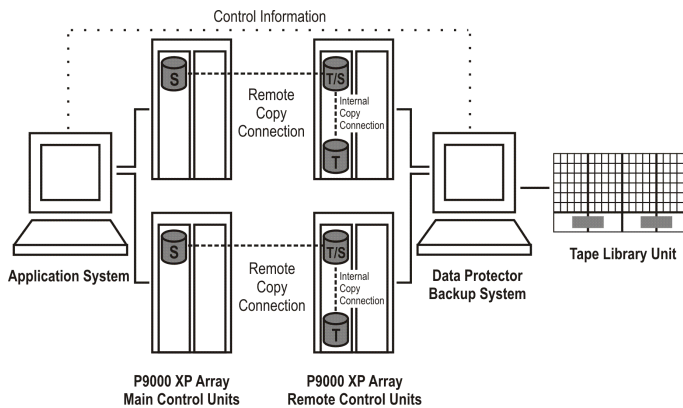 Control Information
S
T/S
Remote
Copy
Connection
Internal
Copy
Connection
T
Application System
Data Protector
Backup System
Tape Library Unit
S
T/S
Remote
Copy
Connection
Internal
Copy
Connection
T
P9000 XP Array
Main Control Units
P9000 XP Array
Remote Control Units